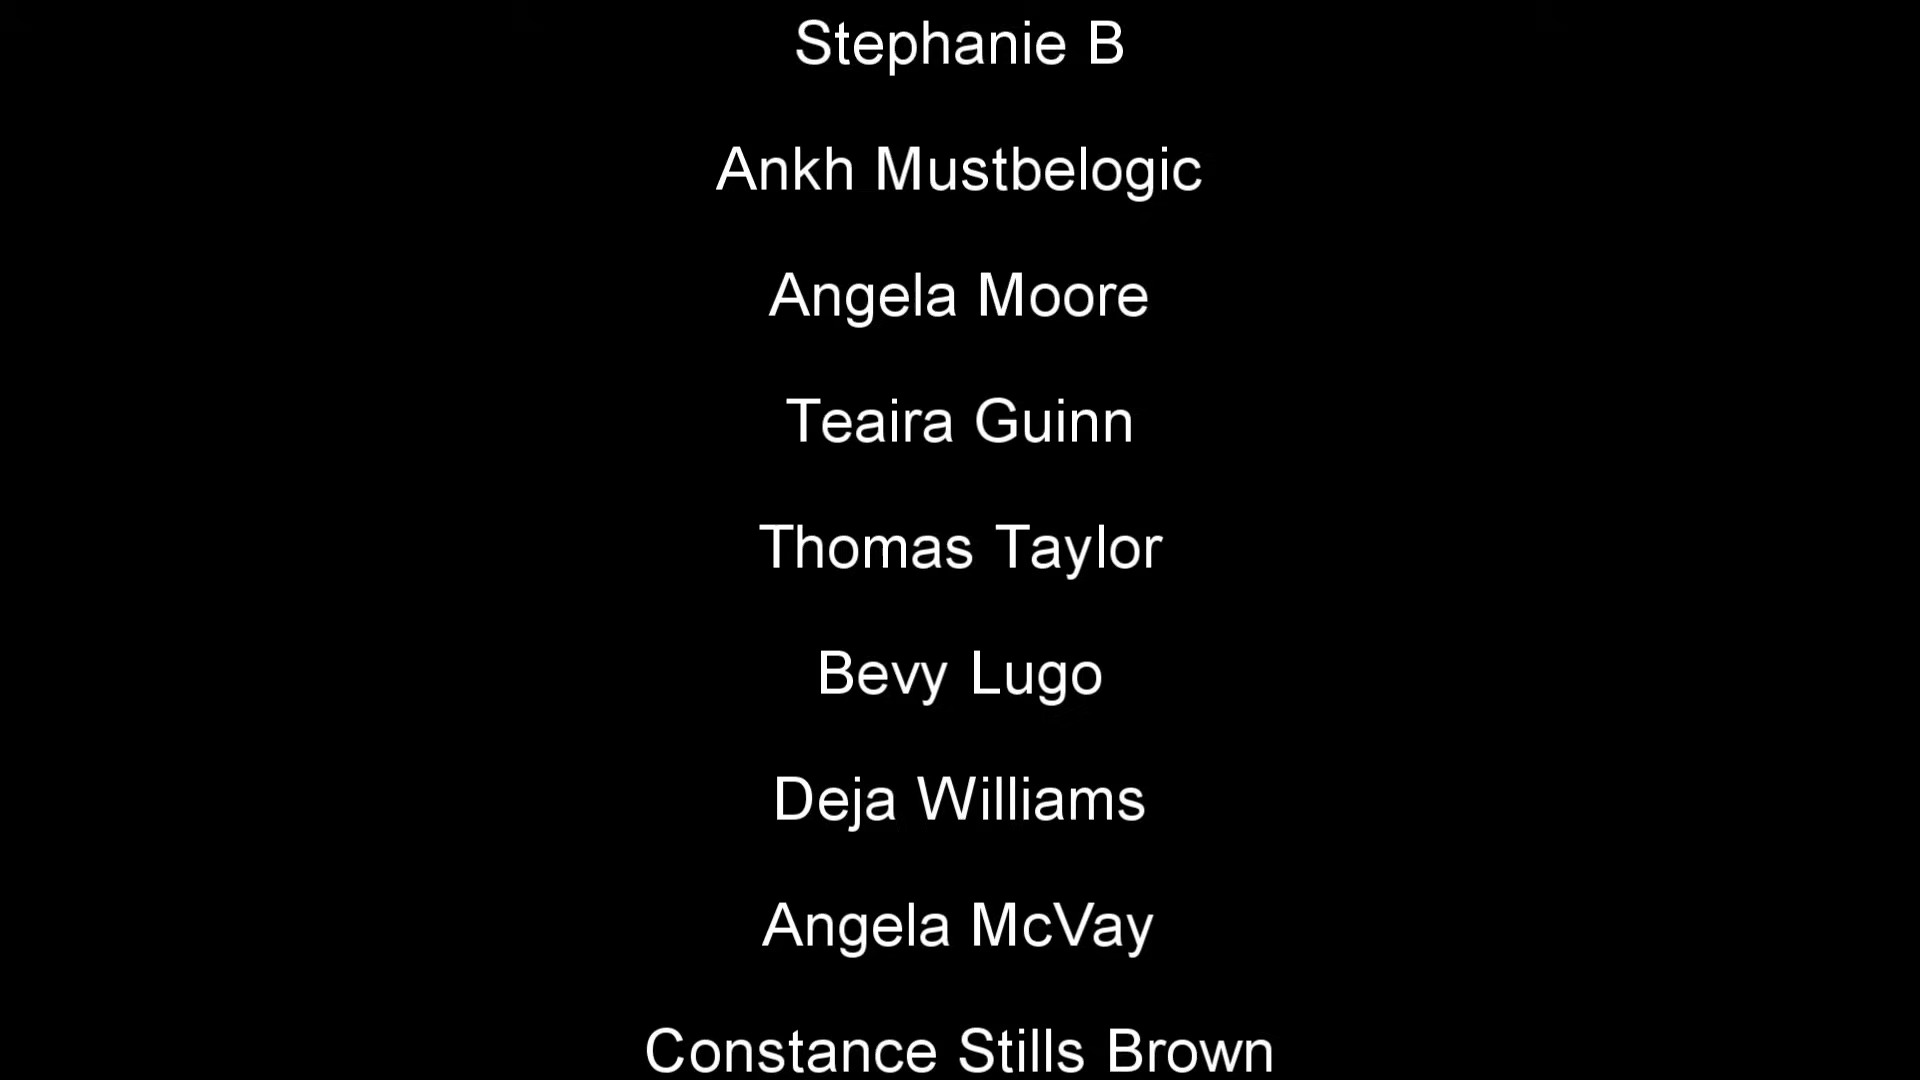 Stephanie B
Ankh Mustbelogic
Angela Moore
Teaira Guinn
Thomas Taylor
Bevy Lugo
Deja Williams
Angela McVay
Constance Stills Brown